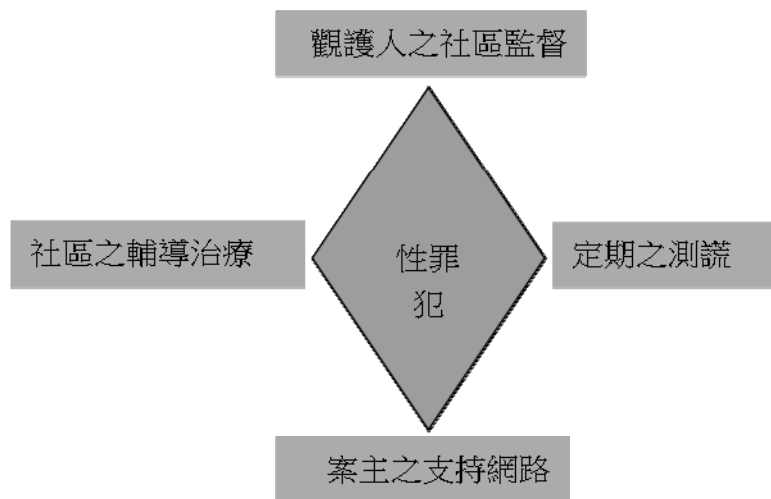 觀護人之社區監督
社區之輔導治療
性罪
犯
定期之測謊
案主之支持網路